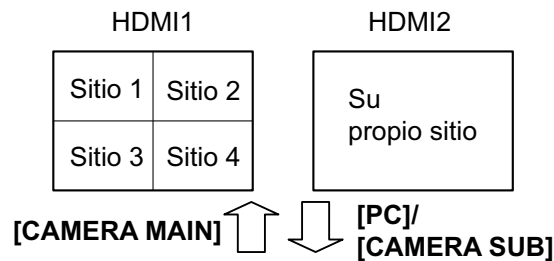 HDMI1
HDMI2
Sitio 1
Sitio 2
Sitio 3
Sitio 4
Su
propio sitio
[CAMERA MAIN]
[PC]/
[CAMERA SUB]